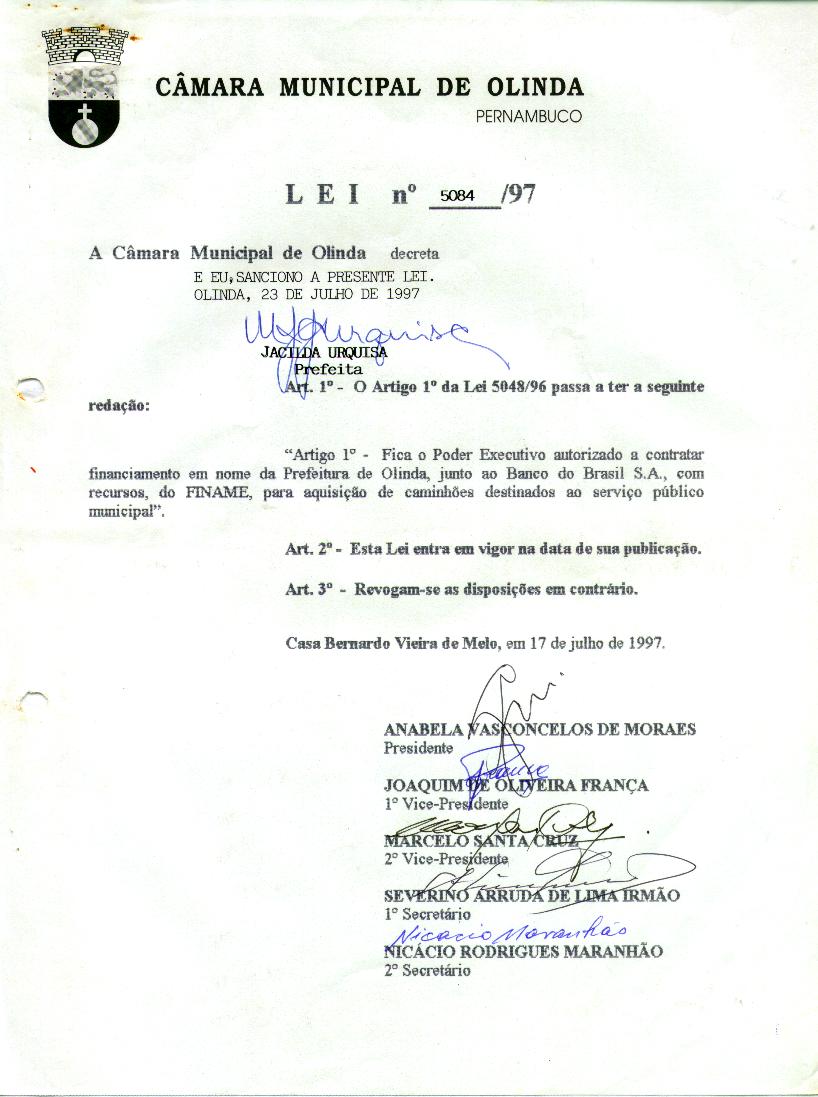 CÂMARA MUNICIPAL DE OLINDA
PERNAMBUCO
L E I nº 5084 /97
A Câmara Municipal de Olinda decreta
E EU,SANCIONO A PRESENTE LEI.
OLINDA, 23 DE JULHO DE 1997
JACILDA URQUISA
Prefeita
Art. 1º - O Artigo 1º da Lei 5048/96 passa a ter a seguinte
redação:
“Artigo 1º - Fica o Poder Executivo autorizado a contratar
financiamento em nome da Prefeitura de Olinda, junto ao Banco do Brasil S.A., com
recursos, do FINAME, para aquisição de caminhões destinados ao serviço público
municipal”.
Art. 2º - Esta Lei entra em vigor na data de sua publicação.
Art. 3º - Revogam-se as disposições em contrário.
Casa Bernardo Vieira de Melo, em 17 de julho de 1997.
ANABELA VASCONCELOS DE MORAES
Presidente
JOAQUIM DE OLIVEIRA FRANÇA
1º Vice-Presidente
MARCELO SANTA CRUZ
2º Vice-Presidente
SEVERINO ARRUDA DE LIMA IRMÃO
1º Secretário
Nicácio Maranhão
NICÁCIO RODRIGUES MARANHÃO
2º Secretário